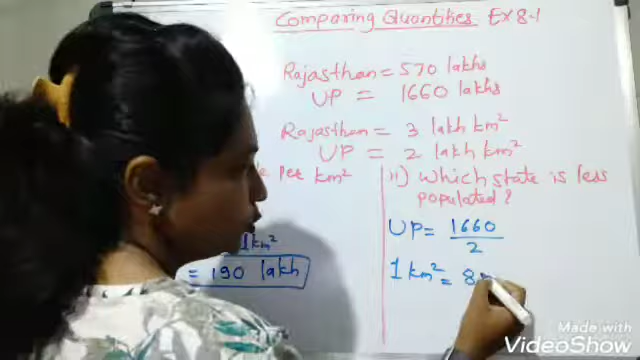 Comparing Quantities Ex 8.1
Rajasthan = 570 lakhs
UP = 1660 lakhs
Rajasthan = 3 lakh km²
UP = 2 lakh km²
Per km²
1km²
= 190 lakh
ii) which state is less
populated?
UP = 1660
2
1 km² = 8
Made with
VideoShow